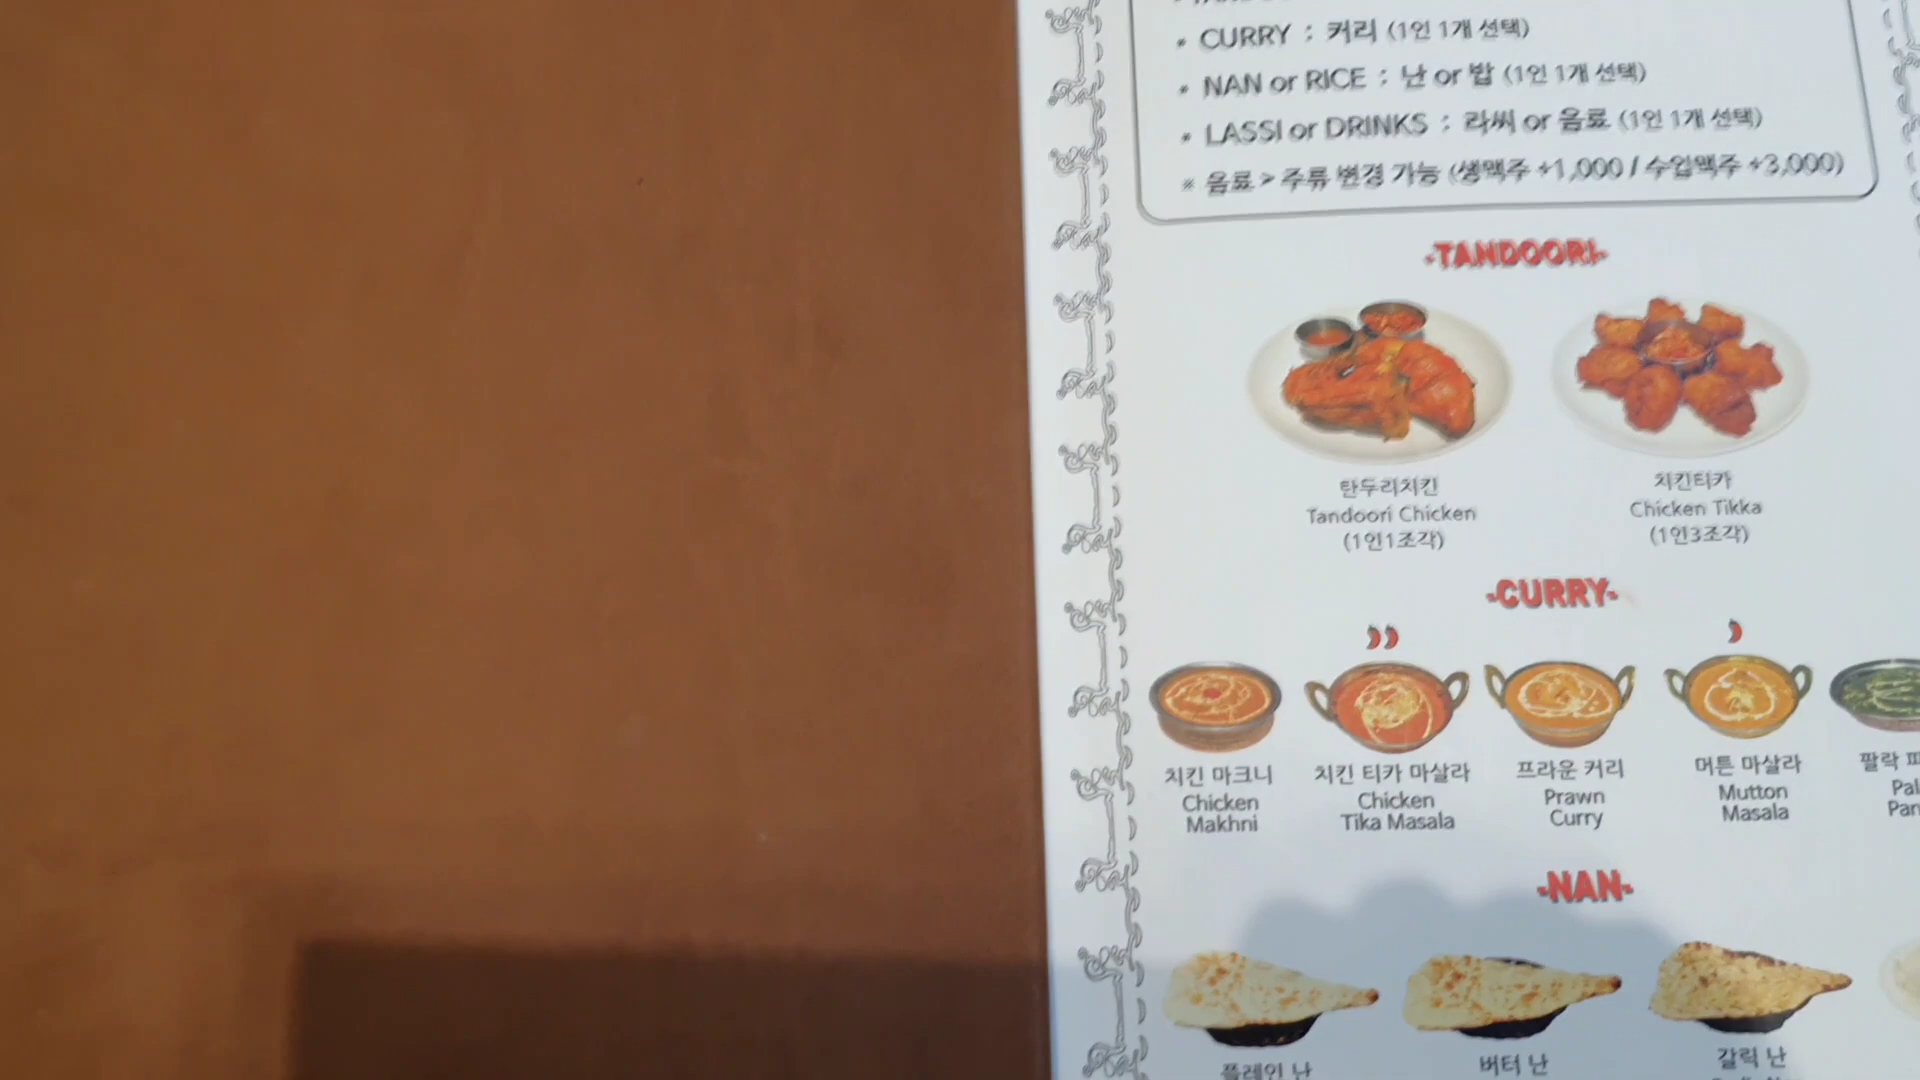 * CURRY : 커리 (1인 1개 선택)
* NAN or RICE : 난 or 밥 (1인 1개 선택)
* LASSI or DRINKS : 라씨 or 음료 (1인 1개 선택)
※ 음료 > 주류 변경 가능 (생맥주 +1,000 / 수입맥주 +3,000)
-TANDOORI-
탄두리치킨
Tandoori Chicken
(1인1조각)
치킨티카
Chicken Tikka
(1인3조각)
-CURRY-
치킨 마크니
Chicken
Makhni
치킨 티카 마살라
Chicken
Tika Masala
프라운 커리
Prawn
Curry
머튼 마살라
Mutton
Masala
팔락
-NAN-
플레인 난
버터 난
갈릭 난